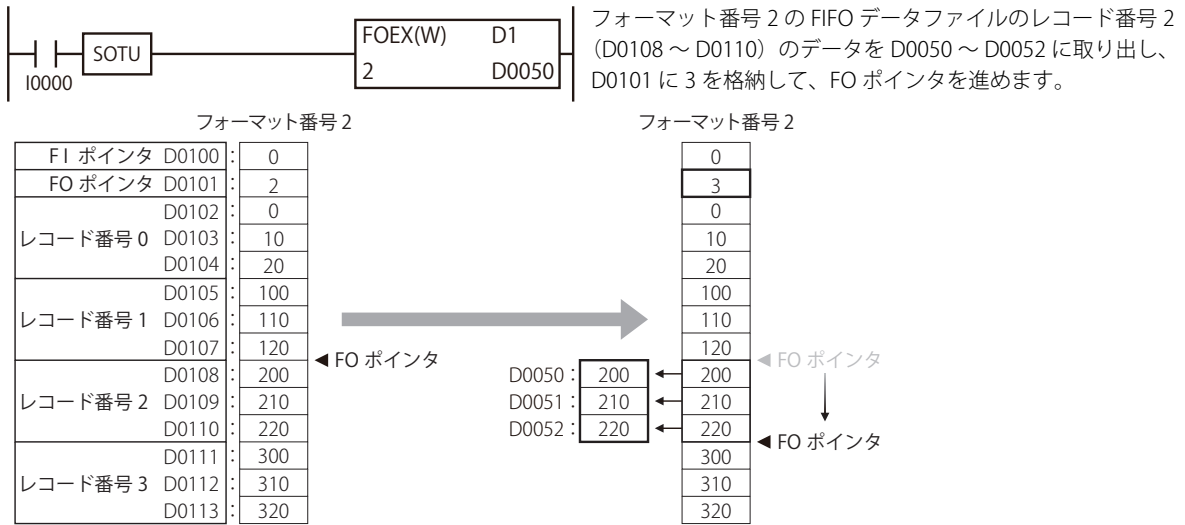 I0000
SOTU
FOEX(W) D1
2 D0050
フォーマット番号 2 の FIFO データファイルのレコード番号 2
（D0108 ～ D0110）のデータを D0050 ～ D0052 に取り出し、
D0101 に 3 を格納して、FO ポインタを進めます。
フォーマット番号 2
FI ポインタ D0100 : 0
FO ポインタ D0101 : 2
D0102 : 0
レコード番号 0 D0103 : 10
D0104 : 20
D0105 : 100
レコード番号 1 D0106 : 110
D0107 : 120
◀ FO ポインタ
D0108 : 200
レコード番号 2 D0109 : 210
D0110 : 220
D0111 : 300
レコード番号 3 D0112 : 310
D0113 : 320
フォーマット番号 2
0
3
0
10
20
100
110
120
◀ FO ポインタ
D0050 : 200 200
D0051 : 210 210
D0052 : 220 220
◀ FO ポインタ
300
310
320